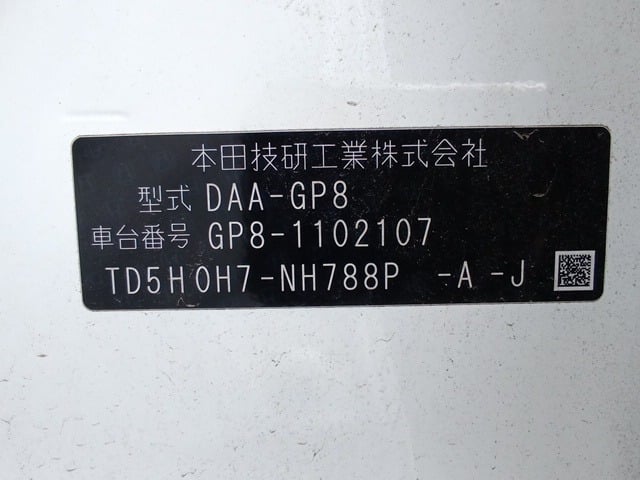 本田技研工業株式会社
型式 DAA-GP8
車台番号 GP8-1102107
TD5H0H7-NH788P -A -J